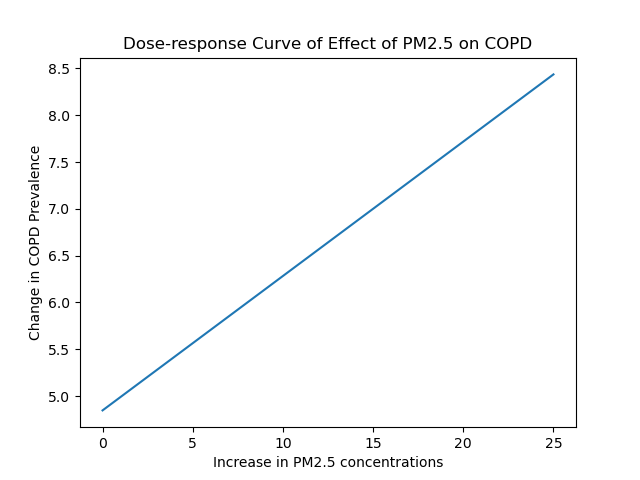 Dose-response Curve of Effect of PM2.5 on COPD
Change in COPD Prevalence
8.5
8.0
7.5
7.0
6.5
6.0
5.5
5.0
0 5 10 15 20 25
Increase in PM2.5 concentrations